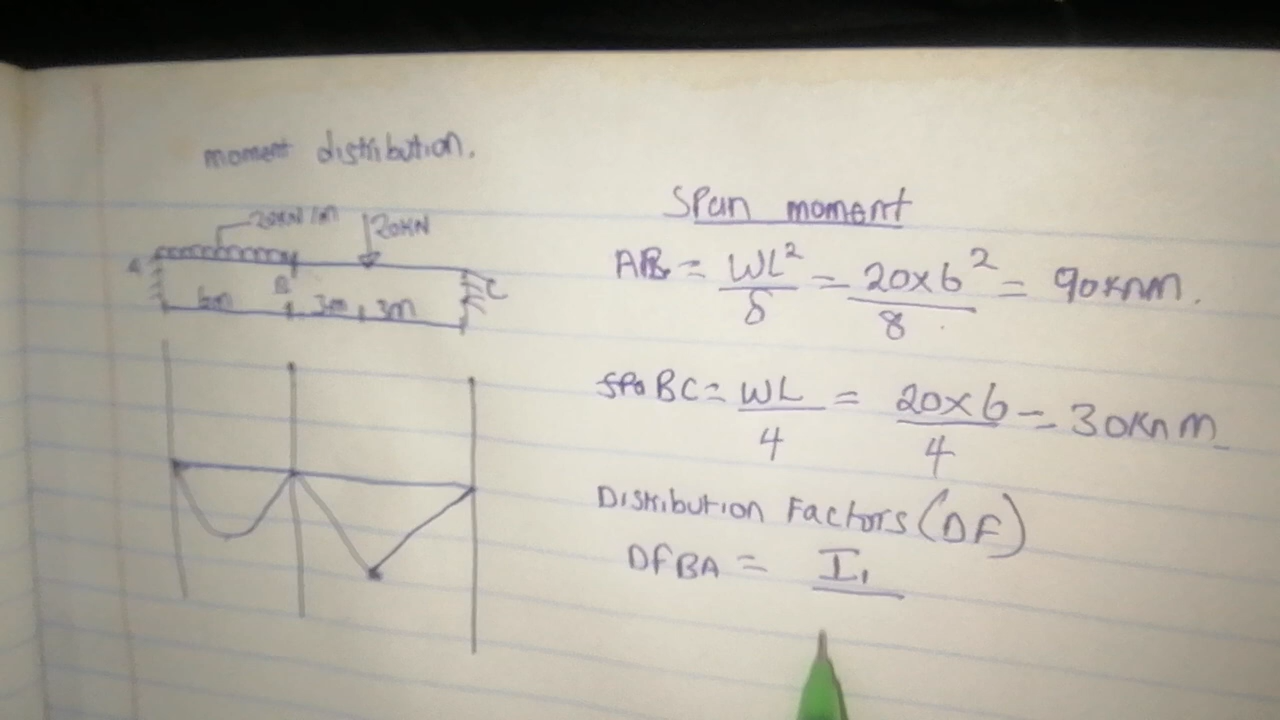 moment distribution.
20KN/m
20KN
A
B
C
6m
3m
3m
Span moment
AB = WL² = 20×6² = 90KNM.
8 8
BC = WL = 20×6 = 30KNM
4 4
Distribution Factors (DF)
DFBA = I₁